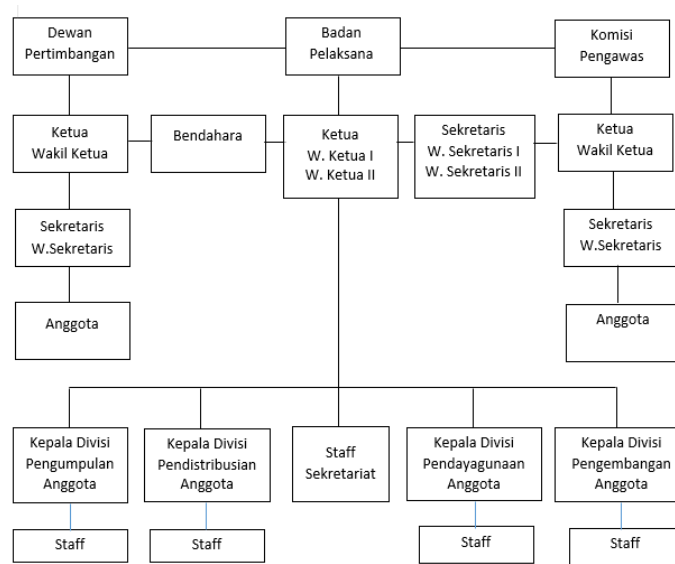 Dewan
Pertimbangan
Badan
Pelaksana
Komisi
Pengawas
Ketua
Wakil Ketua
Bendahara
Ketua
W. Ketua I
W. Ketua II
Sekretaris
W. Sekretaris I
W. Sekretaris II
Ketua
Wakil Ketua
Sekretaris
W.Sekretaris
Sekretaris
W.Sekretaris
Anggota
Anggota
Kepala Divisi
Pengumpulan
Anggota
Kepala Divisi
Pendistribusian
Anggota
Staff
Sekretariat
Kepala Divisi
Pendayagunaan
Anggota
Kepala Divisi
Pengembangan
Anggota
Staff
Staff
Staff
Staff